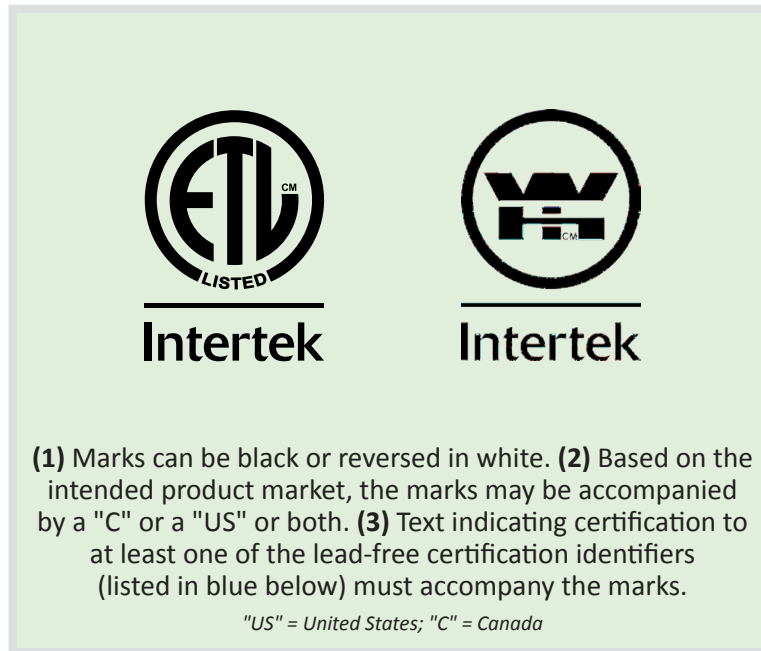 ETL CM
LISTED
Intertek
WH CM
Intertek
(1) Marks can be black or reversed in white. (2) Based on the
intended product market, the marks may be accompanied
by a "C" or a "US" or both. (3) Text indicating certification to
at least one of the lead-free certification identifiers
(listed in blue below) must accompany the marks.
"US" = United States; "C" = Canada